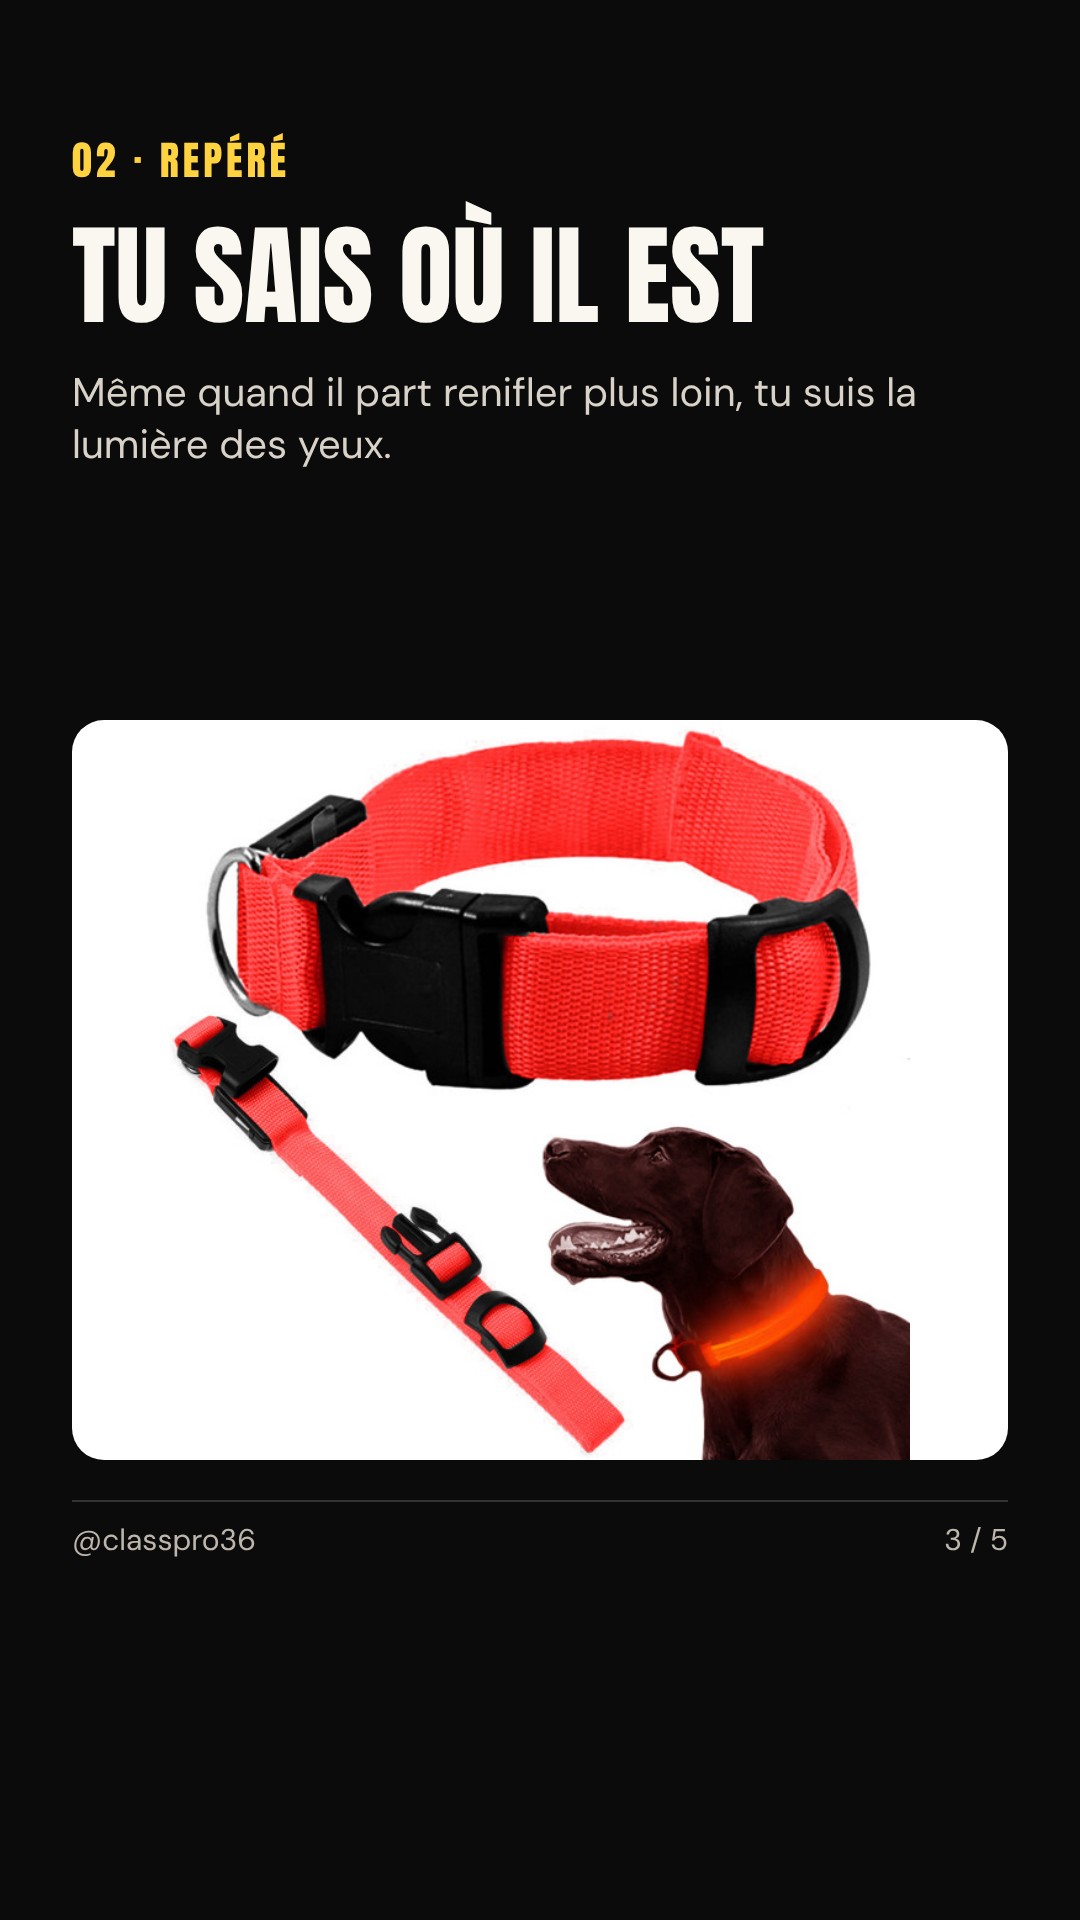 02 · REPÉRÉ
TU SAIS OÙ IL EST
Même quand il part renifler plus loin, tu suis la
lumière des yeux.
@classpro36
3 / 5